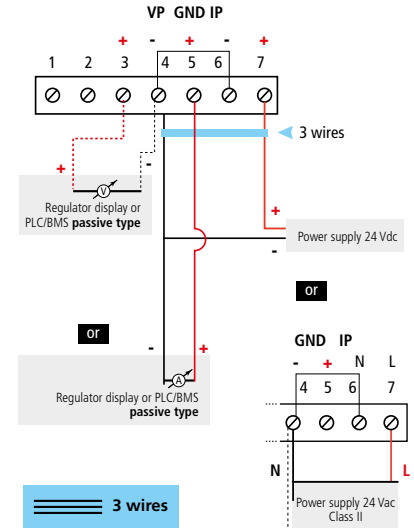 VP GND IP
+ - + - +
1 2 3 4 5 6 7
3 wires
+ -
V
Regulator display or
PLC/BMS passive type
+
Power supply 24 Vdc
-
or
or
- +
A
Regulator display or PLC/BMS
passive type
GND IP
- + N L
4 5 6 7
N L
Power supply 24 Vac
Class II
3 wires